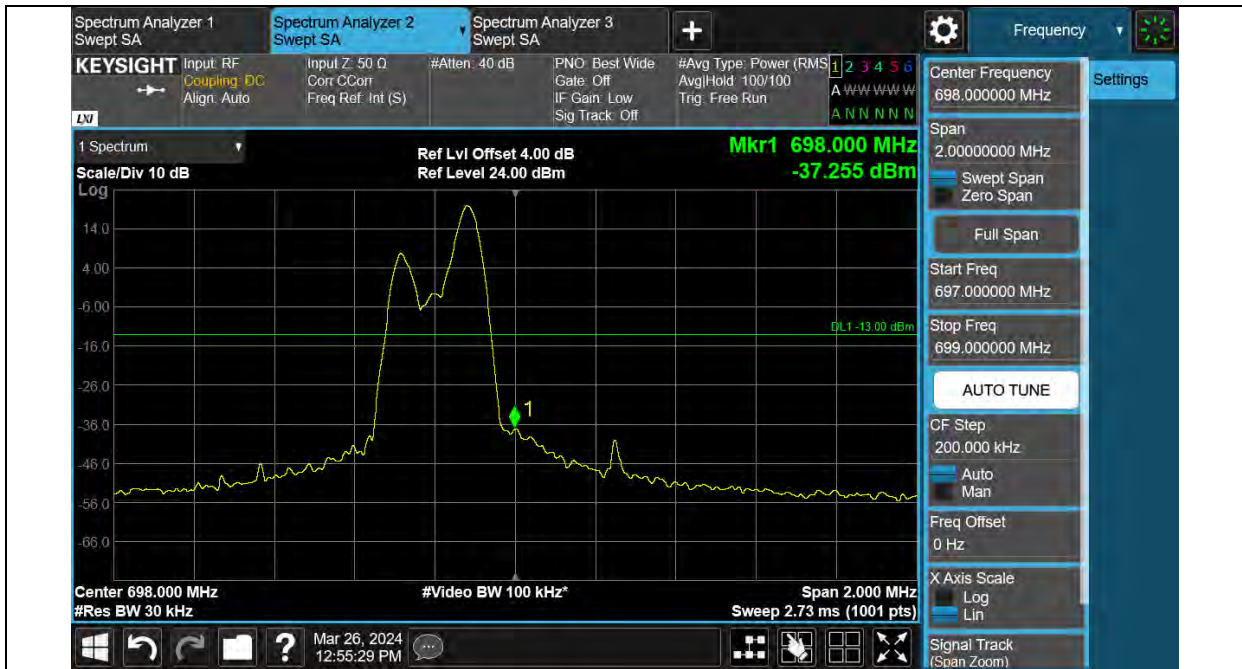 Spectrum Analyzer 1
Swept SA
Spectrum Analyzer 2
Swept SA
Spectrum Analyzer 3
Swept SA
+
Frequency
KEYSIGHT
LXI
Input: RF
Coupling: DC
Align: Auto
Input Z: 50 Ω
Corr CCorr
Freq Ref: Int (S)
#Atten: 40 dB
PNO: Best Wide
Gate: Off
IF Gain: Low
Sig Track: Off
#Avg Type: Power (RMS
Avg|Hold: 100/100
Trig: Free Run
1 2 3 4 5 6
A W W W W W
A N N N N N
1 Spectrum
Scale/Div 10 dB
Log
Ref Lvl Offset 4.00 dB
Ref Level 24.00 dBm
Mkr1 698.000 MHz
-37.255 dBm
14.0
4.00
-6.00
-16.0
-26.0
-36.0
-46.0
-56.0
-66.0
DL1 -13.00 dBm
1
Center 698.000 MHz
#Res BW 30 kHz
#Video BW 100 kHz*
Span 2.000 MHz
Sweep 2.73 ms (1001 pts)
?
Mar 26, 2024
12:55:29 PM
Center Frequency
698.000000 MHz
Settings
Span
2.00000000 MHz
Swept Span
Zero Span
Full Span
Start Freq
697.000000 MHz
Stop Freq
699.000000 MHz
AUTO TUNE
CF Step
200.000 kHz
Auto
Man
Freq Offset
0 Hz
X Axis Scale
Log
Lin
Signal Track
(Span Zoom)